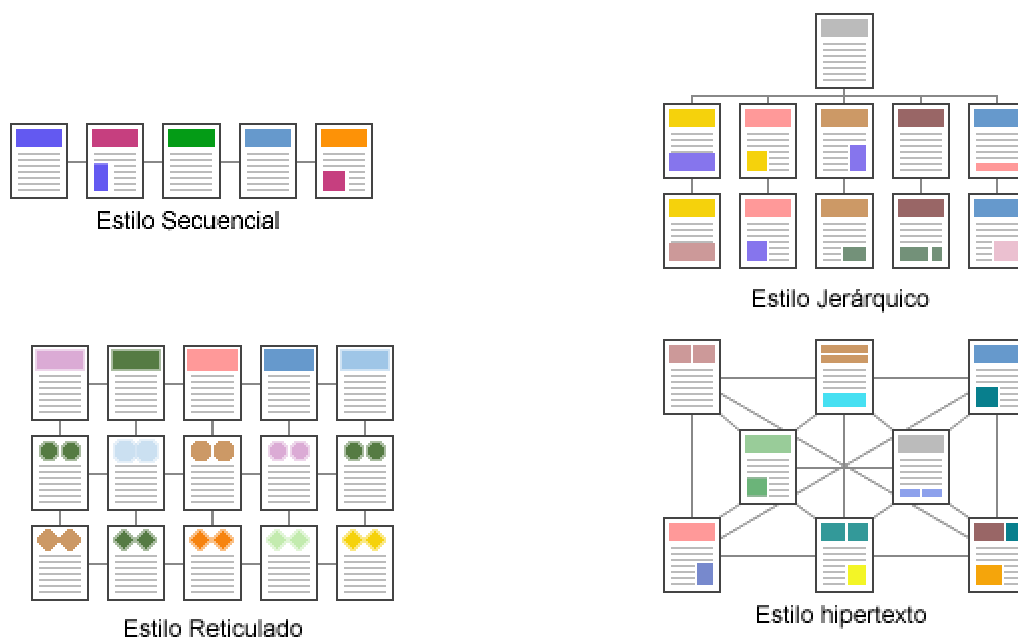 Estilo Secuencial
Estilo Jerárquico
Estilo Reticulado
Estilo hipertexto